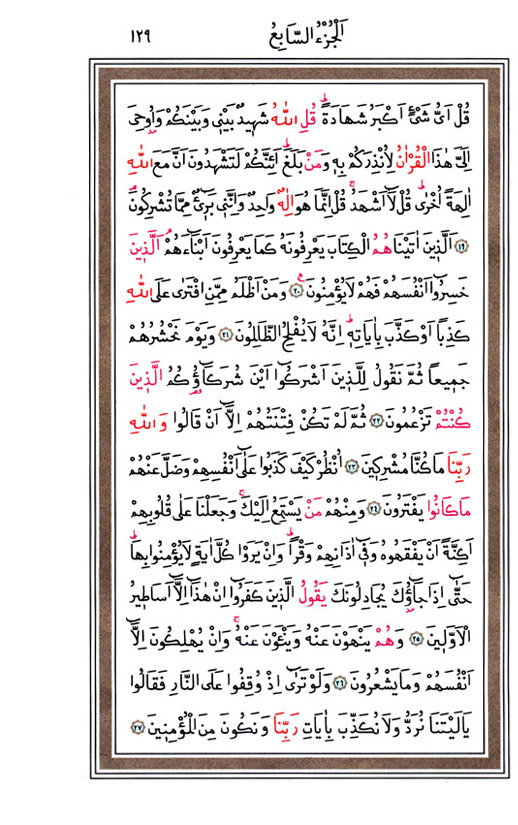 اَلْجُزْءُ السَّابِعُ
١٢٩
قُلْ اَىُّ شَىْءٍ اَكْبَرُ شَهَادَةًۜ قُلِ اللّٰهُ شَهٖيدٌ بَيْنٖى وَبَيْنَكُمْ وَاُوحِىَ
اِلَىَّ هٰذَا الْقُرْاٰنُ لِاُنْذِرَكُمْ بِهٖ وَمَنْ بَلَغَۜ اَئِنَّكُمْ لَتَشْهَدُونَ اَنَّ مَعَ اللّٰهِ
اٰلِهَةً اُخْرٰىۜ قُلْ لَٓا اَشْهَدُۚ قُلْ اِنَّمَا هُوَ اِلٰهٌ وَاحِدٌ وَاِنَّنٖى بَرٖٓىءٌ مِمَّا تُشْرِكُونَۢ
﴿١٩﴾ اَلَّذٖينَ اٰتَيْنَاهُمُ الْكِتَابَ يَعْرِفُونَهُ كَمَا يَعْرِفُونَ اَبْنَٓاءَهُمْۢ اَلَّذٖينَ
خَسِرُٓوا اَنْفُسَهُمْ فَهُمْ لَا يُؤْمِنُونَ ﴿٢٠﴾ وَمَنْ اَظْلَمُ مِمَّنِ افْتَرٰى عَلَى اللّٰهِ
كَذِبًا اَوْ كَذَّبَ بِاٰيَاتِهٖۜ اِنَّهُ لَا يُفْلِحُ الظَّالِمُونَ ﴿٢١﴾ وَيَوْمَ نَحْشُرُهُمْ
جَمٖيعًا ثُمَّ نَقُولُ لِلَّذٖينَ اَشْرَكُٓوا اَيْنَ شُرَكَٓاؤُكُمُ الَّذٖينَ
كُنْتُمْ تَزْعُمُونَ ﴿٢٢﴾ ثُمَّ لَمْ تَكُنْ فِتْنَتُهُمْ اِلَّٓا اَنْ قَالُوا وَاللّٰهِ
رَبِّنَا مَا كُنَّا مُشْرِكٖينَ ﴿٢٣﴾ اُنْظُرْ كَيْفَ كَذَبُوا عَلٰٓى اَنْفُسِهِمْ وَضَلَّ عَنْهُمْ
مَا كَانُوا يَفْتَرُونَ ﴿٢٤﴾ وَمِنْهُمْ مَنْ يَسْتَمِعُ اِلَيْكَۚ وَجَعَلْنَا عَلٰى قُلُوبِهِمْ
اَكِنَّةً اَنْ يَفْقَهُوهُ وَفٖٓى اٰذَانِهِمْ وَقْرًاۜ وَاِنْ يَرَوْا كُلَّ اٰيَةٍ لَا يُؤْمِنُوا بِهَاۜ
حَتّٰٓى اِذَا جَٓاؤُ۫كَ يُجَادِلُونَكَ يَقُولُ الَّذٖينَ كَفَرُٓوا اِنْ هٰذَٓا اِلَّٓا اَسَاطٖيرُ
الْاَوَّلٖينَ ﴿٢٥﴾ وَهُمْ يَنْهَوْنَ عَنْهُ وَيَنْـَٔوْنَ عَنْهُۚ وَاِنْ يُهْلِكُونَ اِلَّٓا
اَنْفُسَهُمْ وَمَا يَشْعُرُونَ ﴿٢٦﴾ وَلَوْ تَرٰٓى اِذْ وُقِفُوا عَلَى النَّارِ فَقَالُوا
يَا لَيْتَنَا نُرَدُّ وَلَا نُكَذِّبَ بِاٰيَاتِ رَبِّنَا وَنَكُونَ مِنَ الْمُؤْمِنٖينَ ﴿٢٧﴾